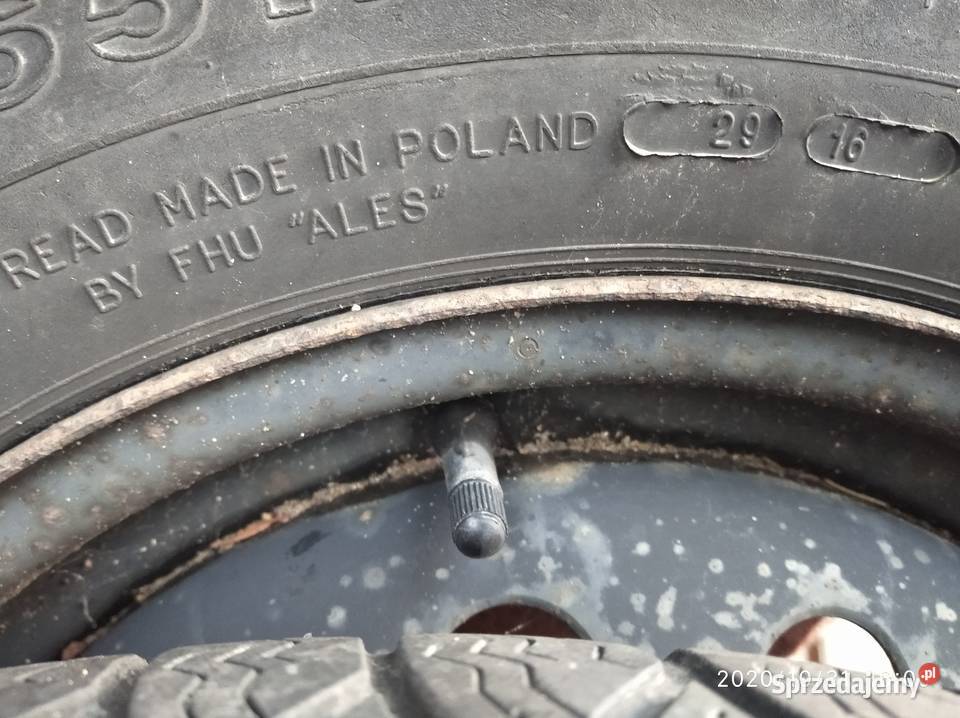 READ MADE IN POLAND 29 16
BY FHU "ALES"
Sprzedajemy.pl